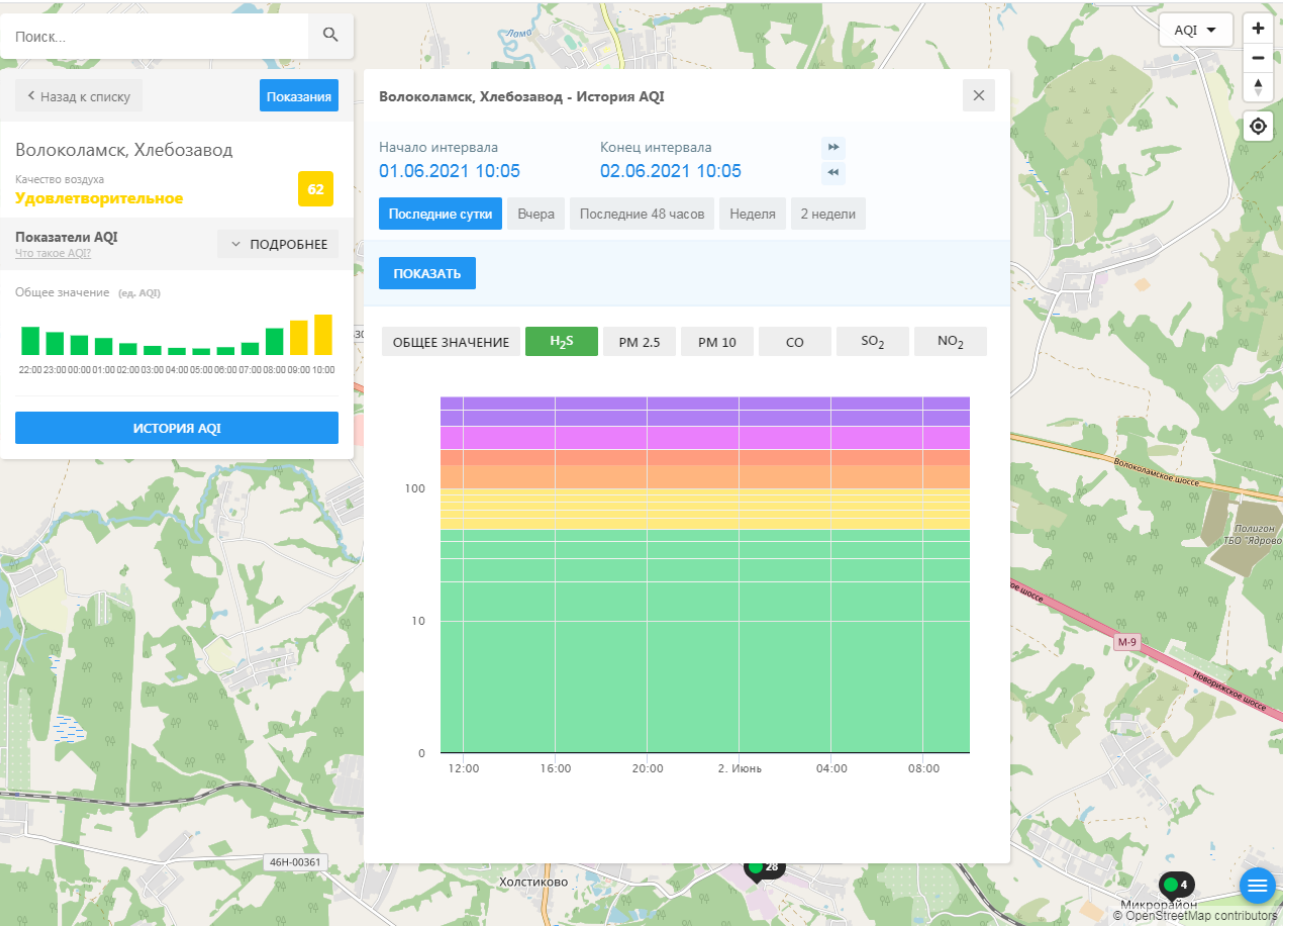 Поиск...
AQI
Назад к списку
Показания
Волоколамск, Хлебозавод
Качество воздуха
Удовлетворительное
62
Показатели AQI
Что такое AQI?
ПОДРОБНЕЕ
Общее значение (ед. AQI)
22:00 23:00 00:00 01:00 02:00 03:00 04:00 05:00 06:00 07:00 08:00 09:00 10:00
ИСТОРИЯ AQI
Волоколамск, Хлебозавод - История AQI
Начало интервала
Конец интервала
01.06.2021 10:05
02.06.2021 10:05
Последние сутки
Вчера
Последние 48 часов
Неделя
2 недели
ПОКАЗАТЬ
ОБЩЕЕ ЗНАЧЕНИЕ
H₂S
PM 2.5
PM 10
CO
SO₂
NO₂
100
10
0
12:00
16:00
20:00
2. Июнь
04:00
08:00
Волоколамское шоссе
Полигон
ТБО "Ядрово
M-9
Новорижское шоссе
46Н-00361
Холстиково
28
4
Микрорайон
© OpenStreetMap contributors